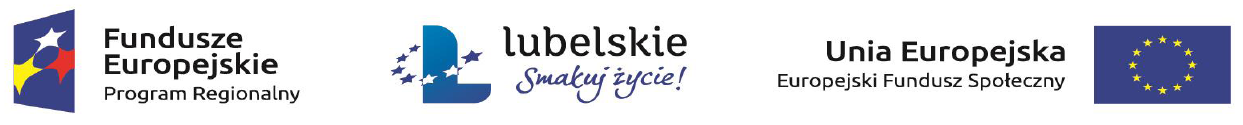 Fundusze
Europejskie
Program Regionalny
lubelskie
Smakuj życie!
Unia Europejska
Europejski Fundusz Społeczny